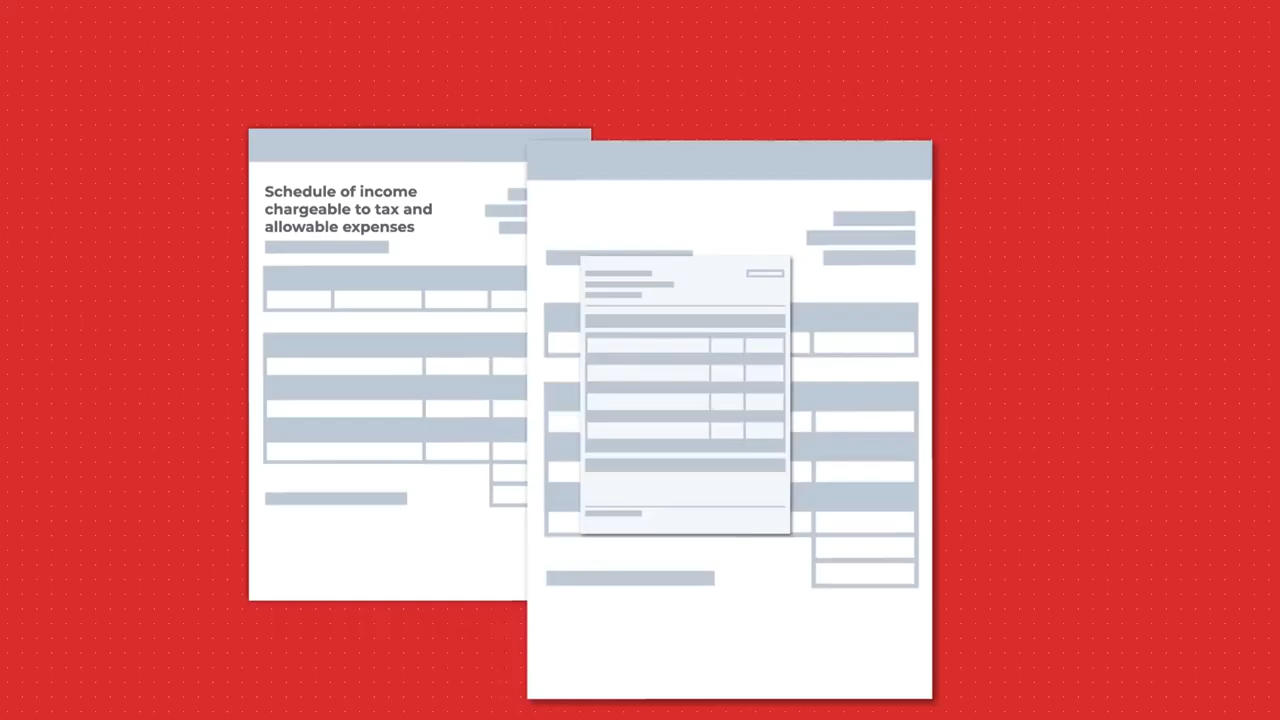 Schedule of income
chargeable to tax and
allowable expenses